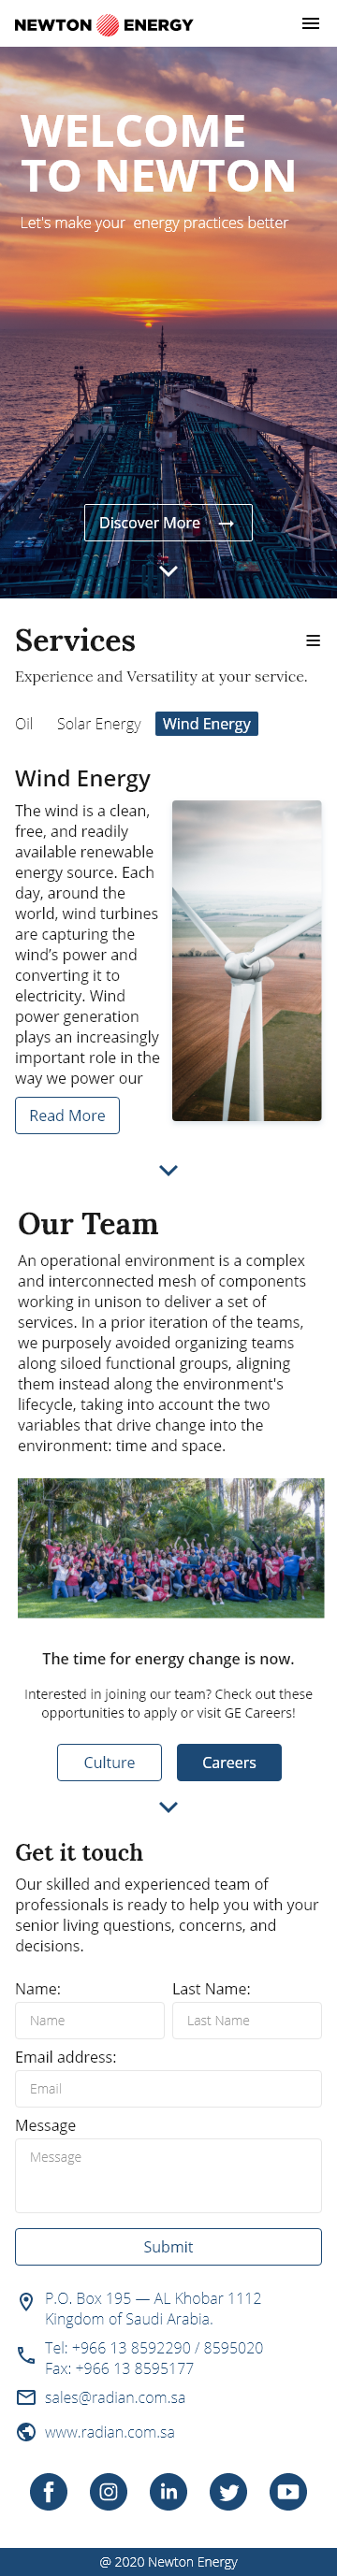 NEWTON ENERGY
WELCOME
TO NEWTON
Let's make your energy practices better
Discover More
Services
Experience and Versatility at your service.
Oil Solar Energy Wind Energy
Wind Energy
The wind is a clean,
free, and readily
available renewable
energy source. Each
day, around the
world, wind turbines
are capturing the
wind’s power and
converting it to
electricity. Wind
power generation
plays an increasingly
important role in the
way we power our
Read More
Our Team
An operational environment is a complex
and interconnected mesh of components
working in unison to deliver a set of
services. In a prior iteration of the teams,
we purposely avoided organizing teams
along siloed functional groups, aligning
them instead along the environment's
lifecycle, taking into account the two
variables that drive change into the
environment: time and space.
The time for energy change is now.
Interested in joining our team? Check out these
opportunities to apply or visit GE Careers!
Culture Careers
Get it touch
Our skilled and experienced team of
professionals is ready to help you with your
senior living questions, concerns, and
decisions.
Name: Last Name:
Name Last Name
Email address:
Email
Message
Message
Submit
P.O. Box 195 — AL Khobar 1112
Kingdom of Saudi Arabia.
Tel: +966 13 8592290 / 8595020
Fax: +966 13 8595177
sales@radian.com.sa
www.radian.com.sa
@ 2020 Newton Energy